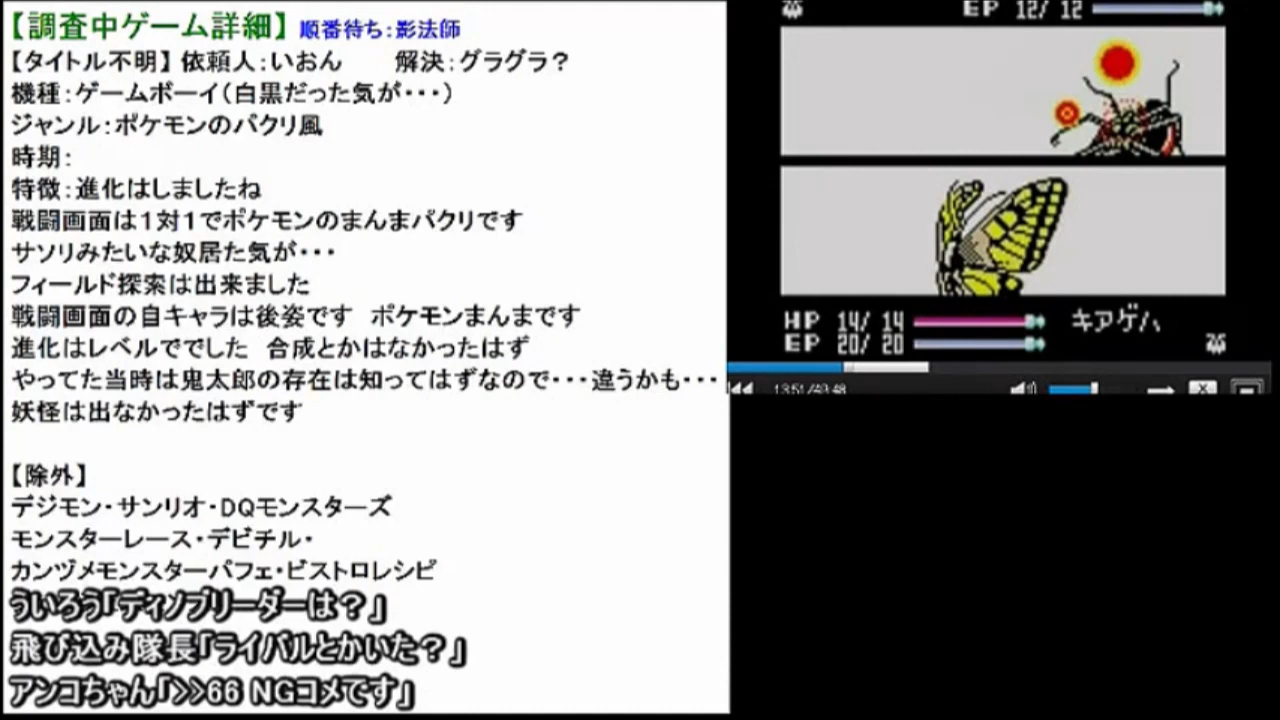 【調査中ゲーム詳細】 順番待ち：影法師
【タイトル不明】 依頼人：いおん　　解決：グラグラ？
機種：ゲームボーイ（白黒だった気が・・・）
ジャンル：ポケモンのパクリ風
時期：
特徴：進化はしましたね
戦闘画面は１対１でポケモンのまんまパクリです
サソリみたいな奴居た気が・・・
フィールド探索は出来ました
戦闘画面の自キャラは後姿です　ポケモンまんまです
進化はレベルででした　合成とかはなかったはず
やってた当時は鬼太郎の存在は知ってはずなので・・・違うかも・・・
妖怪は出なかったはずです
【除外】
デジモン・サンリオ・DQモンスターズ
モンスターレース・デビチル・
カンヅメモンスターパフェ・ビストロレシピ
ういろう「ディノブリーダーは？」
飛び込み隊長「ライバルとかいた？」
アンコちゃん「>>66 NGコメです」
EP 12/ 12
HP 14/ 14 キアゲハ
EP 20/ 20